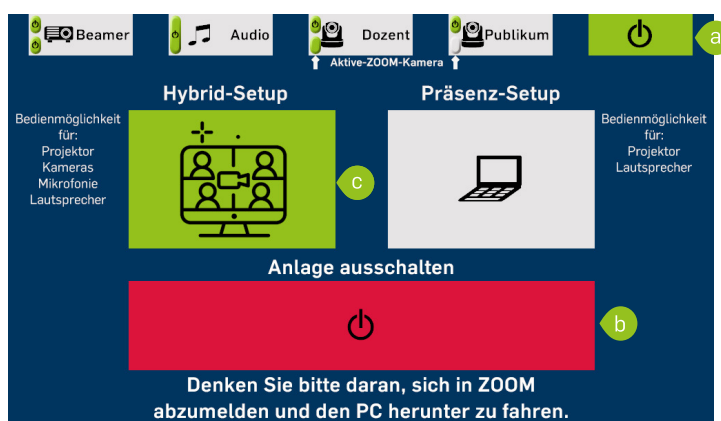 Beamer
Audio
Dozent
Publikum
a
Aktive-ZOOM-Kamera
Hybrid-Setup
Präsenz-Setup
Bedienmöglichkeit
für:
Projektor
Kameras
Mikrofonie
Lautsprecher
c
Bedienmöglichkeit
für:
Projektor
Lautsprecher
Anlage ausschalten
b
Denken Sie bitte daran, sich in ZOOM
abzumelden und den PC herunter zu fahren.